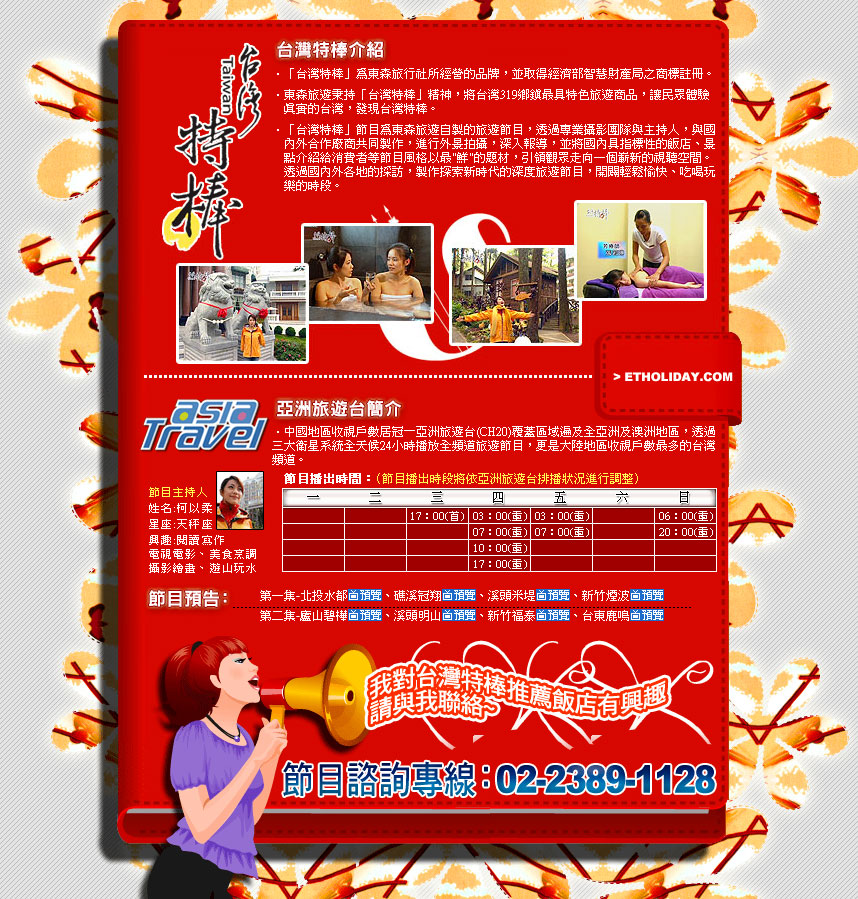 台灣特棒
Taiwan
台灣特棒介紹
·「台湾特棒」為東森旅行社所經營的品牌，並取得經濟部智慧財產局之商標註冊。
·東森旅遊秉持「台湾特棒」精神，將台灣319鄉鎮最具特色旅遊商品，讓民眾體驗
真實的台灣，發現台灣特棒。
·「台湾特棒」節目為東森旅遊自製的旅遊節目，透過專業攝影團隊與主持人，與國
內外合作廠商共同製作，進行外景拍攝，深入報導，並將國內具指標性的飯店、景
點介紹給消費者等節目風格以最"鮮"的題材，引領觀眾走向一個嶄新的視聽空間。
透過國內外各地的採訪，製作探索新時代的深度旅遊節目，開闢輕鬆愉快、吃喝玩
樂的時段。
> ETHOLIDAY.COM
asia
Travel
亞洲旅遊台簡介
·中國地區收視戶數居冠一亞洲旅遊台(CH20)覆蓋區域遍及全亞洲及澳洲地區，透過
三大衛星系統全天候24小時播放全頻道旅遊節目，更是大陸地區收視戶數最多的台灣
頻道。
節目播出時間：(節目播出時段將依亞洲旅遊台排播狀況進行調整)
一 二 三 四 五 六 日
17：00(首) 03：00(重) 03：00(重) 06：00(重)
07：00(重) 07：00(重) 20：00(重)
10：00(重)
17：00(重)
節目主持人
姓名:柯以柔
星座:天秤座
興趣:閱讀寫作
電視電影、美食烹調
攝影繪畫、遊山玩水
節目預告：
第一集-北投水都預覽、礁溪冠翔預覽、溪頭米堤預覽、新竹煙波預覽
第二集-廬山碧樺預覽、溪頭明山預覽、新竹福泰預覽、台東鹿鳴預覽
我對台灣特棒推薦飯店有興趣
請與我聯絡~
節目諮詢專線：02-2389-1128